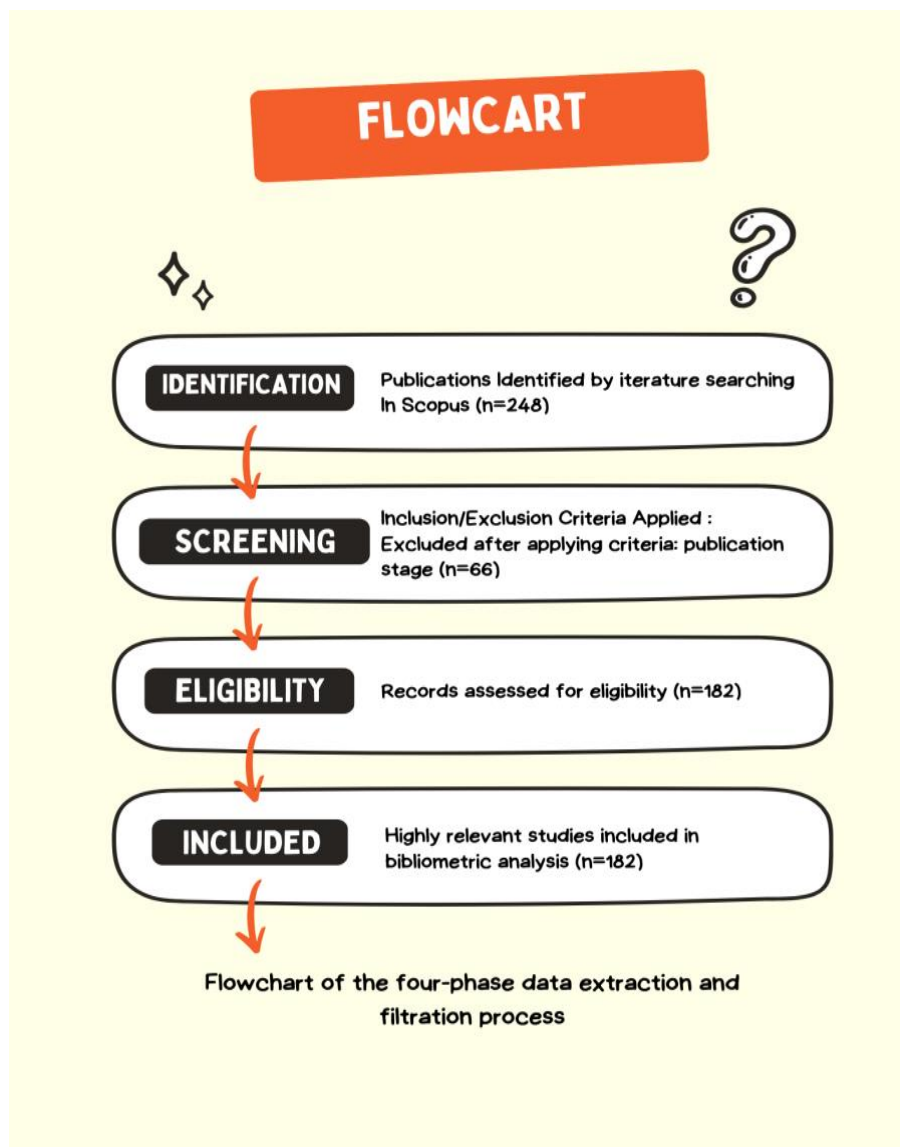 FLOWCART
IDENTIFICATION
Publications Identified by iterature searching
In Scopus (n=248)
SCREENING
Inclusion/Exclusion Criteria Applied :
Excluded after applying criteria: publication
stage (n=66)
ELIGIBILITY
Records assessed for eligibility (n=182)
INCLUDED
Highly relevant studies included in
bibliometric analysis (n=182)
Flowchart of the four-phase data extraction and
filtration process